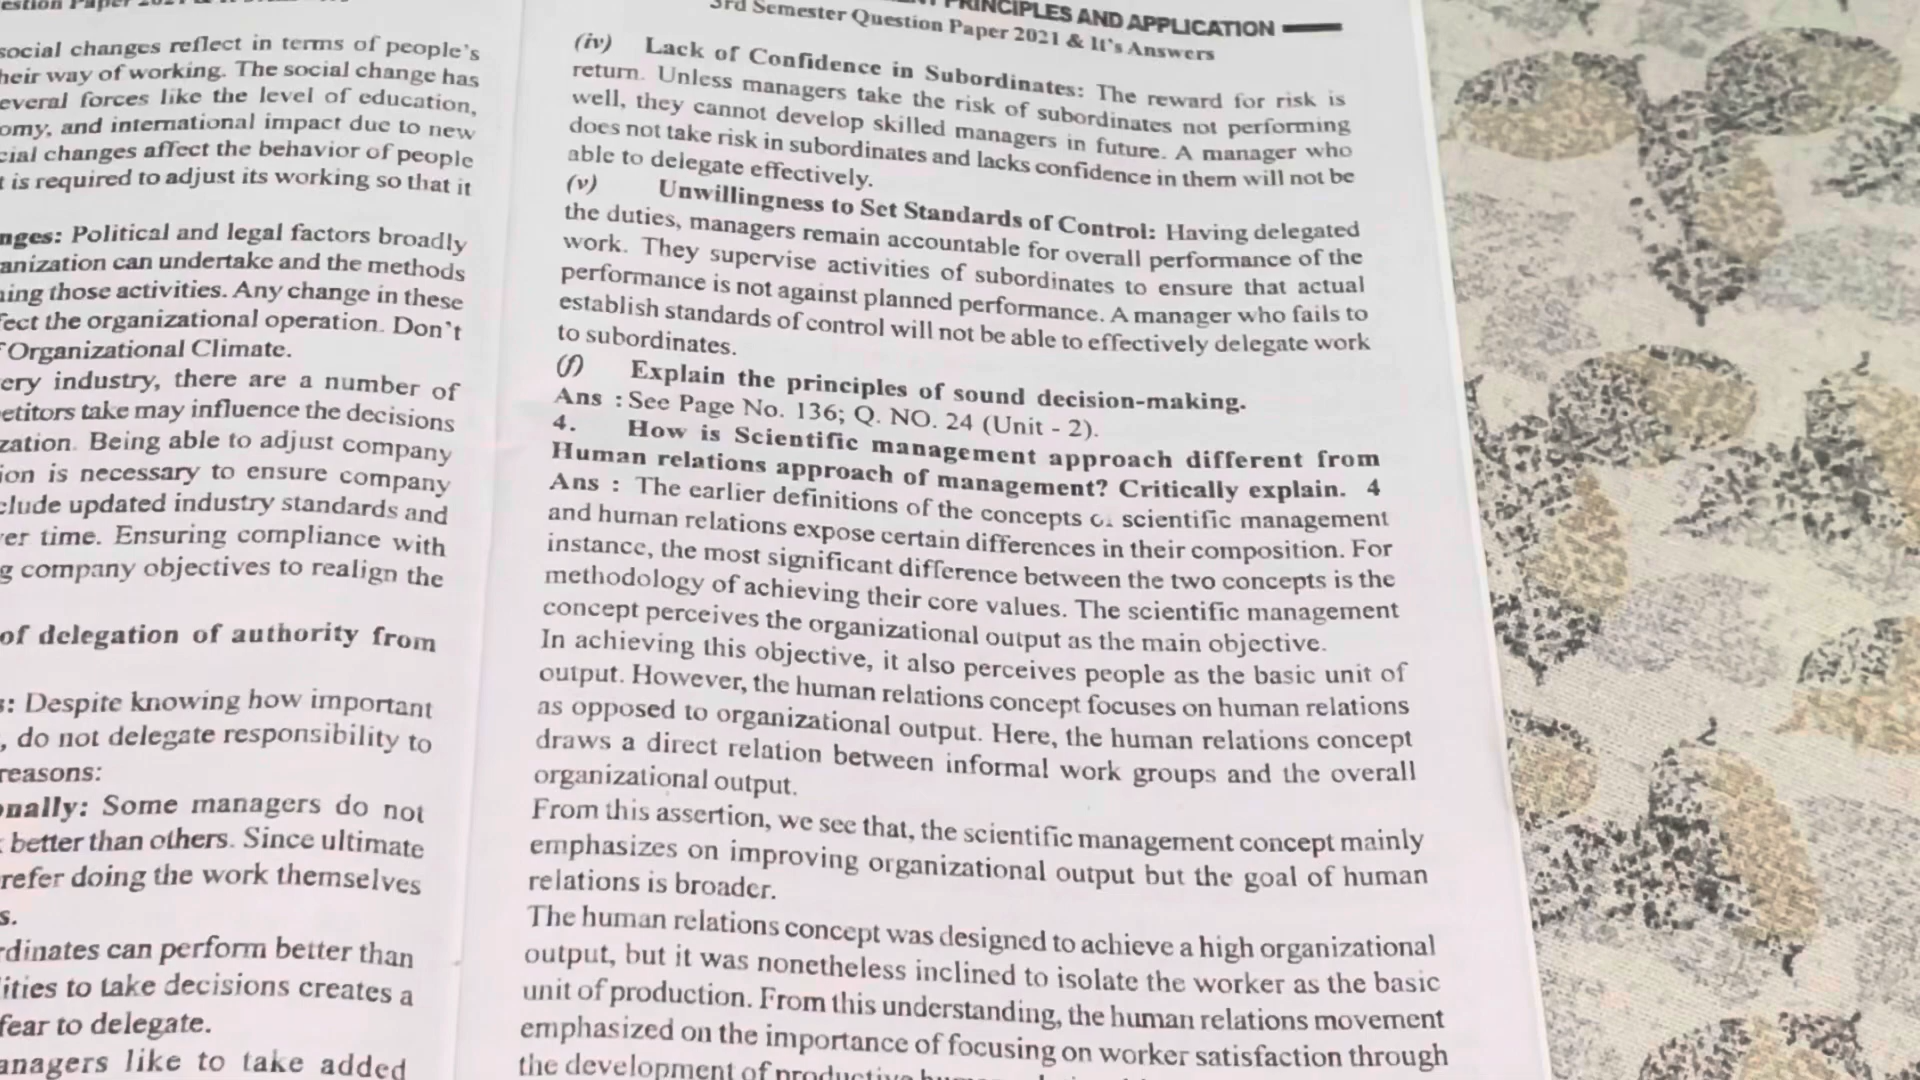 social changes reflect in terms of people's
heir way of working. The social change has
everal forces like the level of education,
omy, and international impact due to new
cial changes affect the behavior of people
t is required to adjust its working so that it
nges: Political and legal factors broadly
anization can undertake and the methods
ing those activities. Any change in these
fect the organizational operation. Don't
f Organizational Climate.
ery industry, there are a number of
etitors take may influence the decisions
zation. Being able to adjust company
ion is necessary to ensure company
clude updated industry standards and
er time. Ensuring compliance with
g company objectives to realign the
of delegation of authority from
s: Despite knowing how important
, do not delegate responsibility to
reasons:
onally: Some managers do not
better than others. Since ultimate
refer doing the work themselves
s.
rdinates can perform better than
ities to take decisions creates a
fear to delegate.
anagers like to take added
PRINCIPLES AND APPLICATION
3rd Semester Question Paper 2021 & It's Answers
(iv) Lack of Confidence in Subordinates: The reward for risk is
return. Unless managers take the risk of subordinates not performing
well, they cannot develop skilled managers in future. A manager who
does not take risk in subordinates and lacks confidence in them will not be
able to delegate effectively.
(v) Unwillingness to Set Standards of Control: Having delegated
the duties, managers remain accountable for overall performance of the
work. They supervise activities of subordinates to ensure that actual
performance is not against planned performance. A manager who fails to
establish standards of control will not be able to effectively delegate work
to subordinates.
(f) Explain the principles of sound decision-making.
Ans : See Page No. 136; Q. NO. 24 (Unit - 2).
4. How is Scientific management approach different from
Human relations approach of management? Critically explain. 4
Ans : The earlier definitions of the concepts of scientific management
and human relations expose certain differences in their composition. For
instance, the most significant difference between the two concepts is the
methodology of achieving their core values. The scientific management
concept perceives the organizational output as the main objective.
In achieving this objective, it also perceives people as the basic unit of
output. However, the human relations concept focuses on human relations
as opposed to organizational output. Here, the human relations concept
draws a direct relation between informal work groups and the overall
organizational output.
From this assertion, we see that, the scientific management concept mainly
emphasizes on improving organizational output but the goal of human
relations is broader.
The human relations concept was designed to achieve a high organizational
output, but it was nonetheless inclined to isolate the worker as the basic
unit of production. From this understanding, the human relations movement
emphasized on the importance of focusing on worker satisfaction through
the development of productive